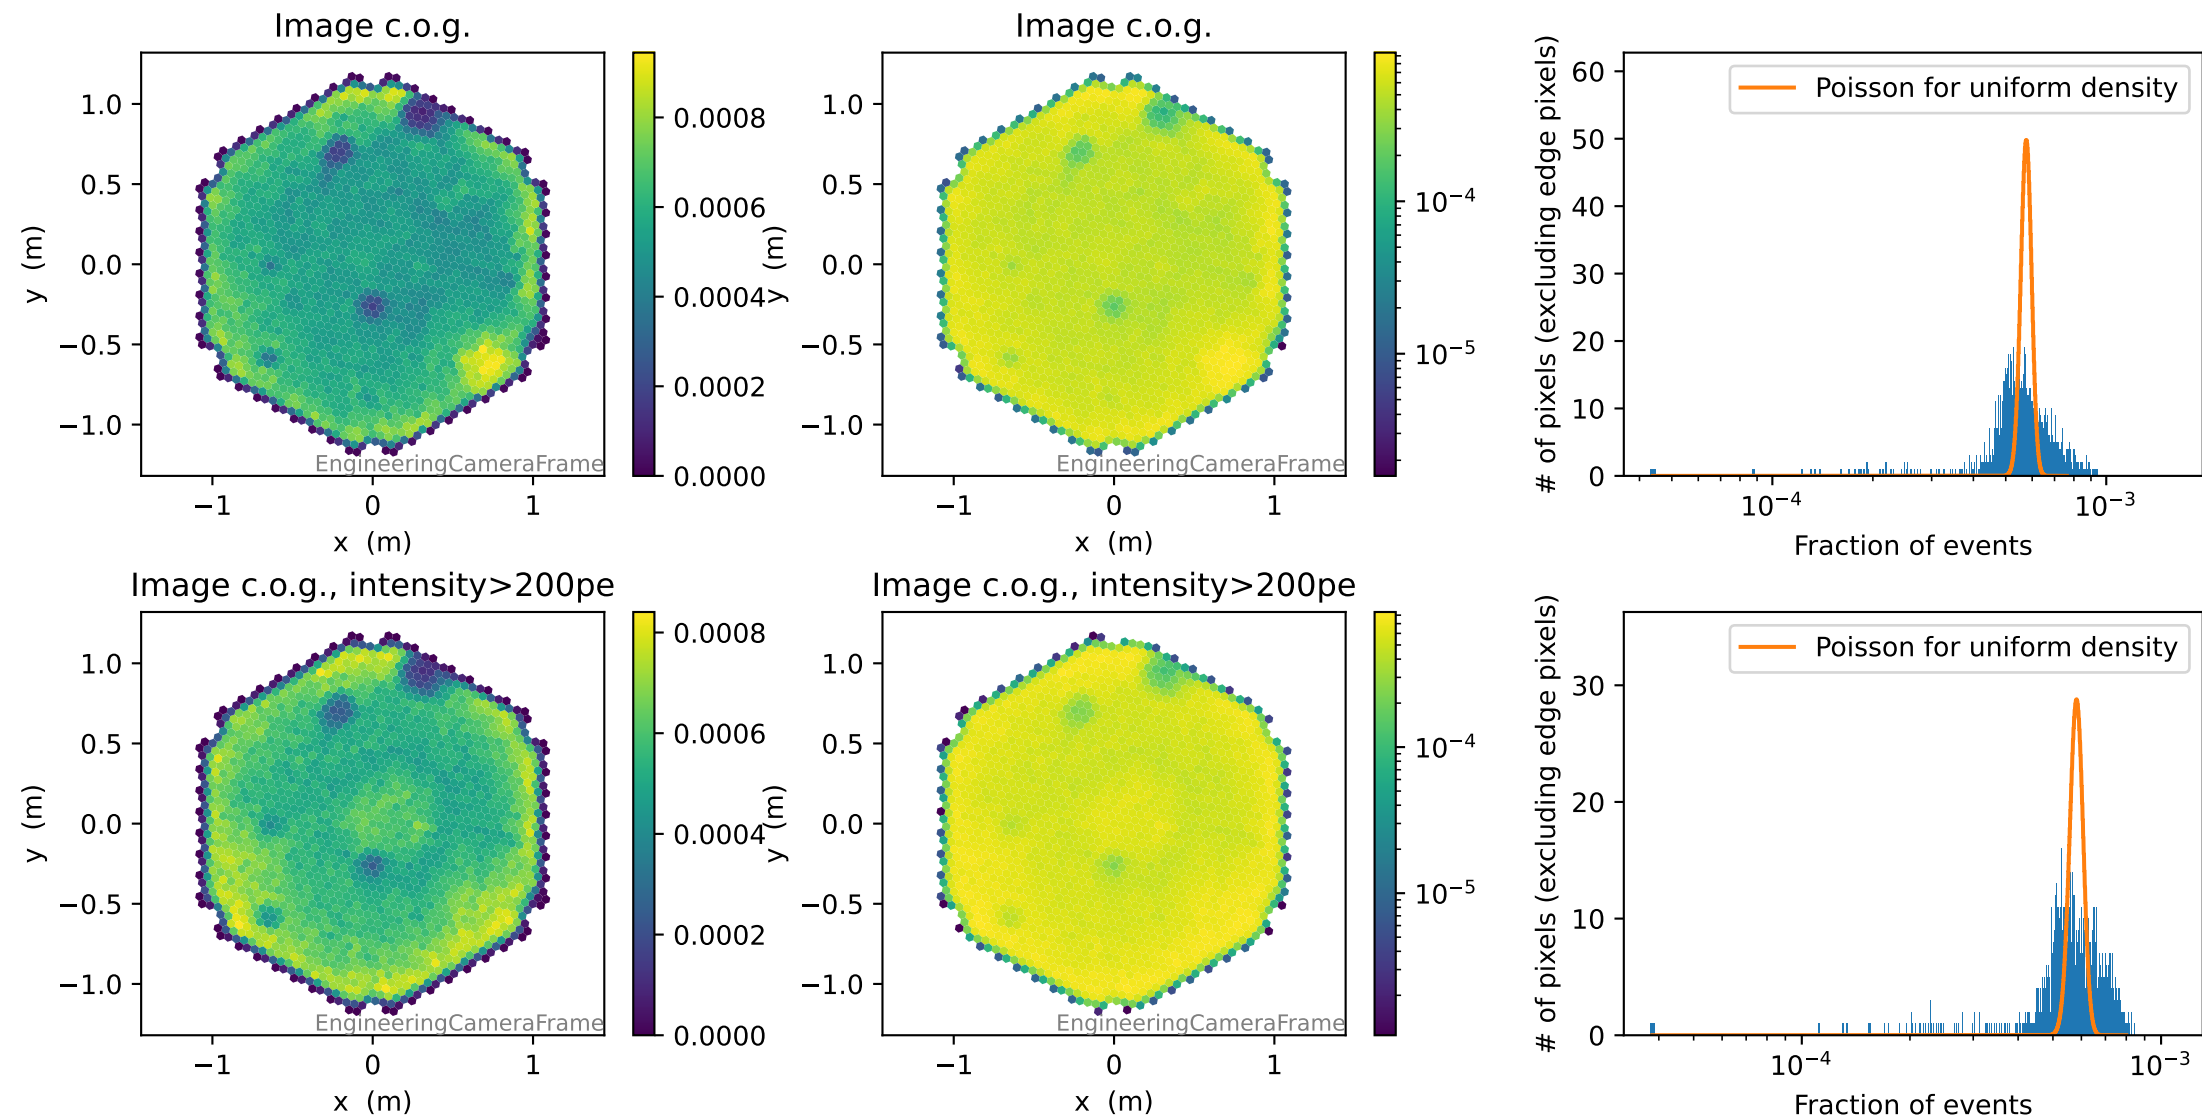 Image c.o.g.
1.0
0.5
0.0
−0.5
−1.0
−1
0
1
x (m)
y (m)
EngineeringCameraFrame
0.0008
0.0006
0.0004
0.0002
0.0000
Image c.o.g.
1.0
0.5
0.0
−0.5
−1.0
−1
0
1
x (m)
y (m)
EngineeringCameraFrame
10⁻⁴
10⁻⁵
60
50
40
30
20
10
0
10⁻⁴
10⁻³
Fraction of events
# of pixels (excluding edge pixels)
Poisson for uniform density
Image c.o.g., intensity>200pe
1.0
0.5
0.0
−0.5
−1.0
−1
0
1
x (m)
y (m)
EngineeringCameraFrame
0.0008
0.0006
0.0004
0.0002
0.0000
Image c.o.g., intensity>200pe
1.0
0.5
0.0
−0.5
−1.0
−1
0
1
x (m)
y (m)
EngineeringCameraFrame
10⁻⁴
10⁻⁵
30
20
10
0
10⁻⁴
10⁻³
Fraction of events
# of pixels (excluding edge pixels)
Poisson for uniform density